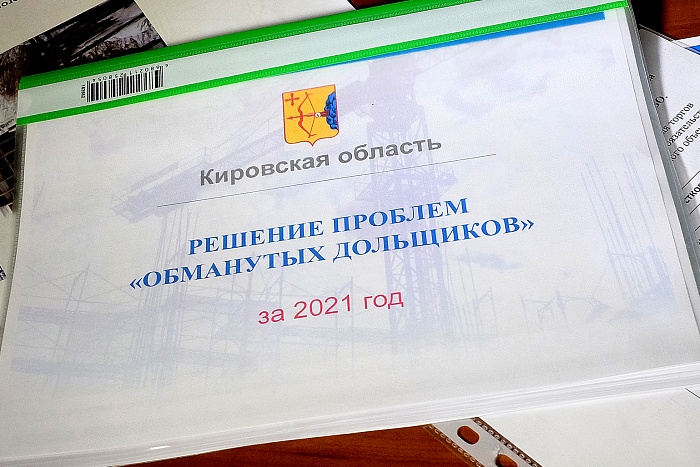 Кировская область
РЕШЕНИЕ ПРОБЛЕМ
«ОБМАНУТЫХ ДОЛЬЩИКОВ»
за 2021 год